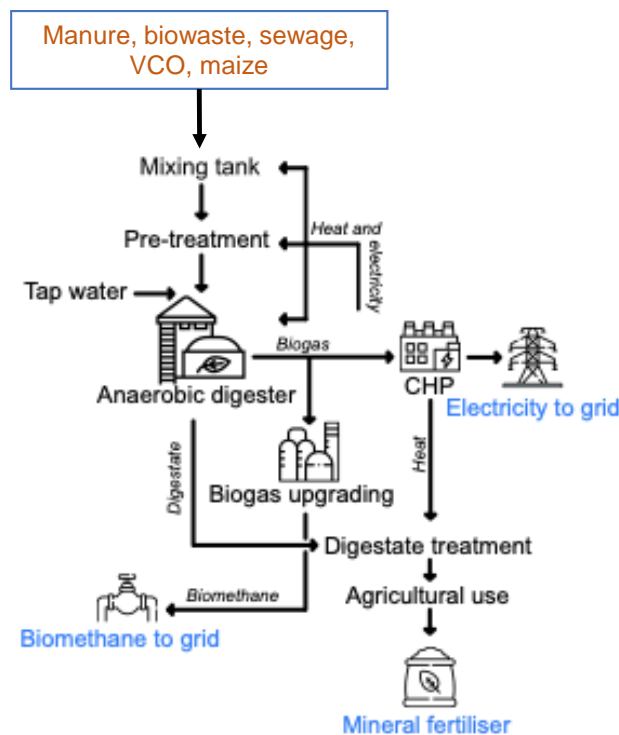 Manure, biowaste, sewage,
VCO, maize
Mixing tank
Heat and
electricity
Pre-treatment
Tap water
Biogas
Anaerobic digester
CHP
Electricity to grid
Digestate
Heat
Biogas upgrading
Digestate treatment
Biomethane
Agricultural use
Biomethane to grid
Mineral fertiliser